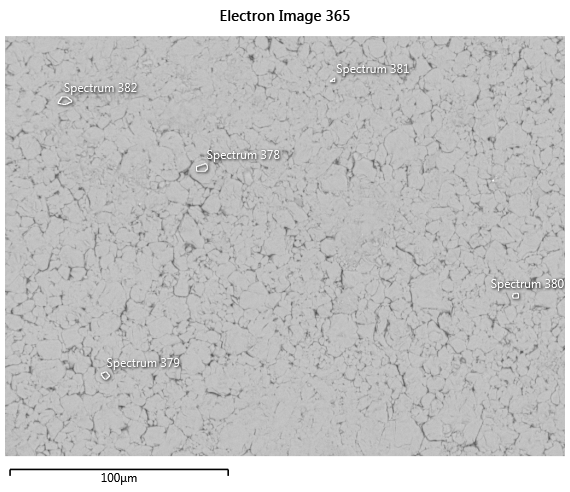 Electron Image 365
Spectrum 381
Spectrum 382
Spectrum 378
Spectrum 380
Spectrum 379
100μm